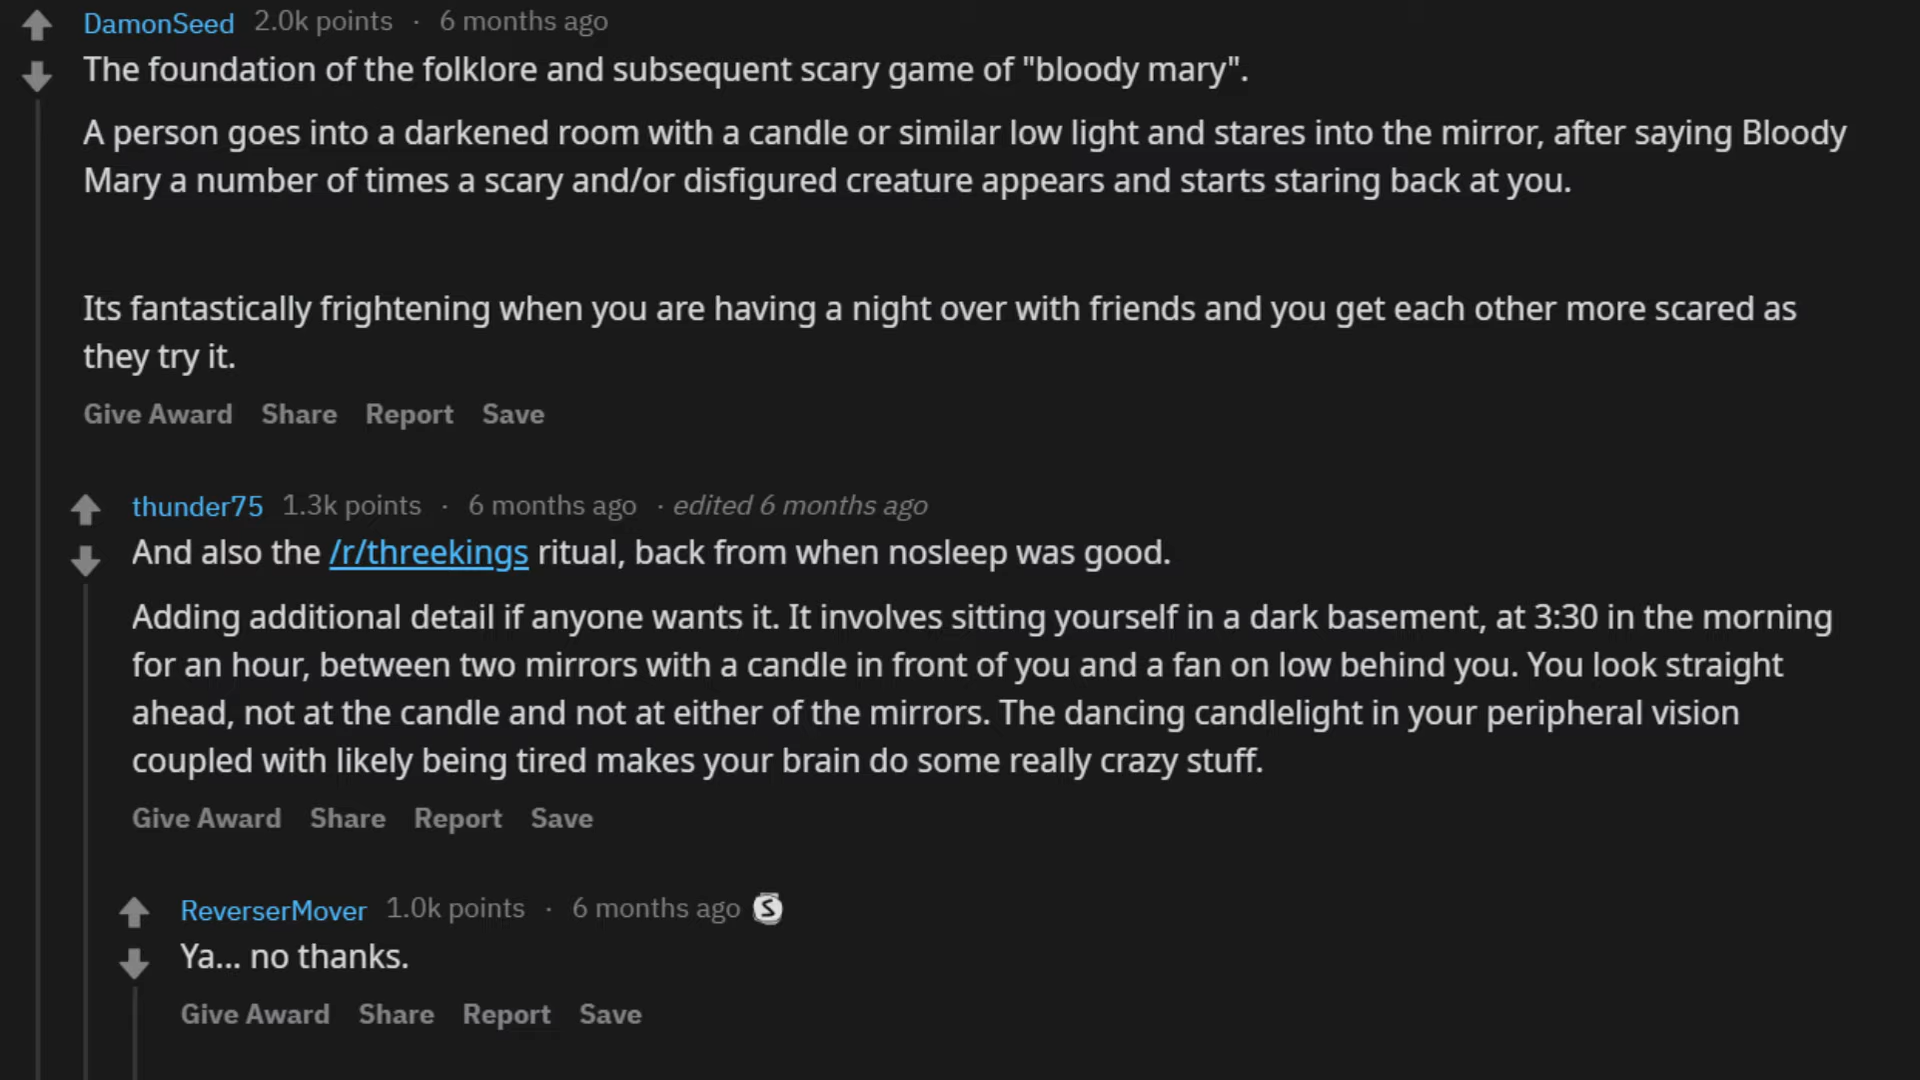 DamonSeed 2.0k points · 6 months ago
The foundation of the folklore and subsequent scary game of "bloody mary".
A person goes into a darkened room with a candle or similar low light and stares into the mirror, after saying Bloody
Mary a number of times a scary and/or disfigured creature appears and starts staring back at you.
Its fantastically frightening when you are having a night over with friends and you get each other more scared as
they try it.
Give Award Share Report Save
thunder75 1.3k points · 6 months ago · edited 6 months ago
And also the /r/threekings ritual, back from when nosleep was good.
Adding additional detail if anyone wants it. It involves sitting yourself in a dark basement, at 3:30 in the morning
for an hour, between two mirrors with a candle in front of you and a fan on low behind you. You look straight
ahead, not at the candle and not at either of the mirrors. The dancing candlelight in your peripheral vision
coupled with likely being tired makes your brain do some really crazy stuff.
Give Award Share Report Save
ReverserMover 1.0k points · 6 months ago S
Ya... no thanks.
Give Award Share Report Save